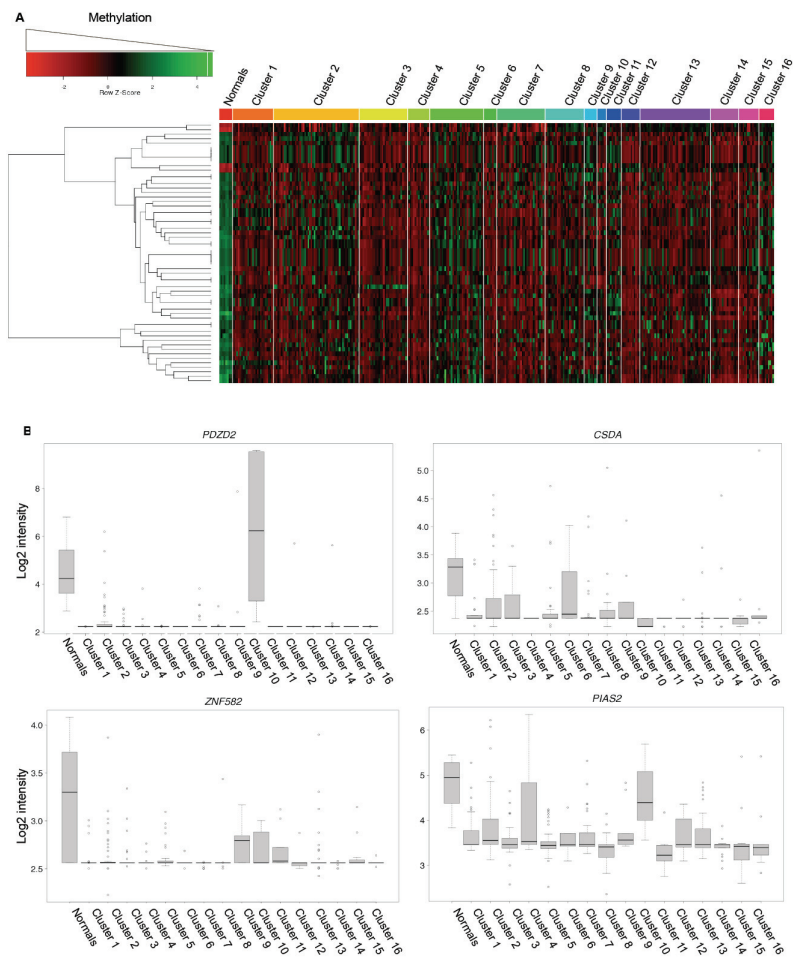 A
Methylation
-2 0 2 4
Row Z-Score
Normals
Cluster 1
Cluster 2
Cluster 3
Cluster 4
Cluster 5
Cluster 6
Cluster 7
Cluster 8
Cluster 9
Cluster 10
Cluster 11
Cluster 12
Cluster 13
Cluster 14
Cluster 15
Cluster 16
B
PDZD2
Log2 intensity
8
6
4
2
Normals
Cluster 1
Cluster 2
Cluster 3
Cluster 4
Cluster 5
Cluster 6
Cluster 7
Cluster 8
Cluster 9
Cluster 10
Cluster 11
Cluster 12
Cluster 13
Cluster 14
Cluster 15
Cluster 16
CSDA
5.0
4.5
4.0
3.5
3.0
2.5
Normals
Cluster 1
Cluster 2
Cluster 3
Cluster 4
Cluster 5
Cluster 6
Cluster 7
Cluster 8
Cluster 9
Cluster 10
Cluster 11
Cluster 12
Cluster 13
Cluster 14
Cluster 15
Cluster 16
ZNF582
Log2 intensity
4.0
3.5
3.0
2.5
Normals
Cluster 1
Cluster 2
Cluster 3
Cluster 4
Cluster 5
Cluster 6
Cluster 7
Cluster 8
Cluster 9
Cluster 10
Cluster 11
Cluster 12
Cluster 13
Cluster 14
Cluster 15
Cluster 16
PIAS2
6
5
4
3
Normals
Cluster 1
Cluster 2
Cluster 3
Cluster 4
Cluster 5
Cluster 6
Cluster 7
Cluster 8
Cluster 9
Cluster 10
Cluster 11
Cluster 12
Cluster 13
Cluster 14
Cluster 15
Cluster 16